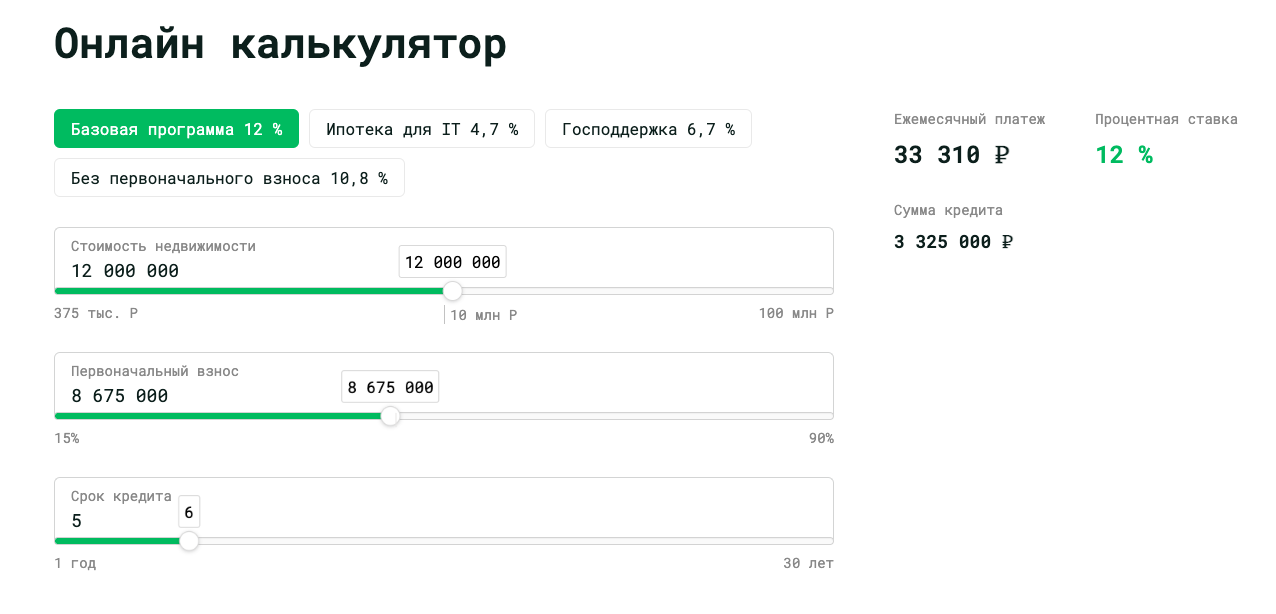 Онлайн калькулятор
Базовая программа 12 %
Ипотека для IT 4,7 %
Господдержка 6,7 %
Без первоначального взноса 10,8 %
Стоимость недвижимости
12 000 000
12 000 000
375 тыс. Р
10 млн Р
100 млн Р
Первоначальный взнос
8 675 000
8 675 000
15%
90%
Срок кредита
5
6
1 год
30 лет
Ежемесячный платеж
33 310 ₽
Процентная ставка
12 %
Сумма кредита
3 325 000 ₽